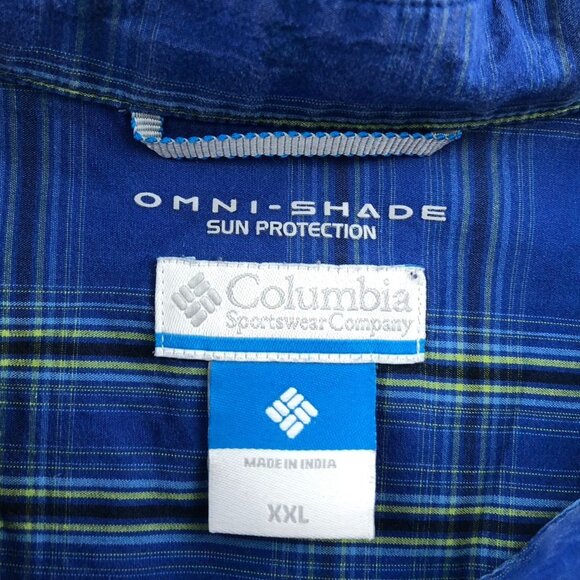 OMNI-SHADE
SUN PROTECTION
Columbia
Sportswear Company
MADE IN INDIA
XXL